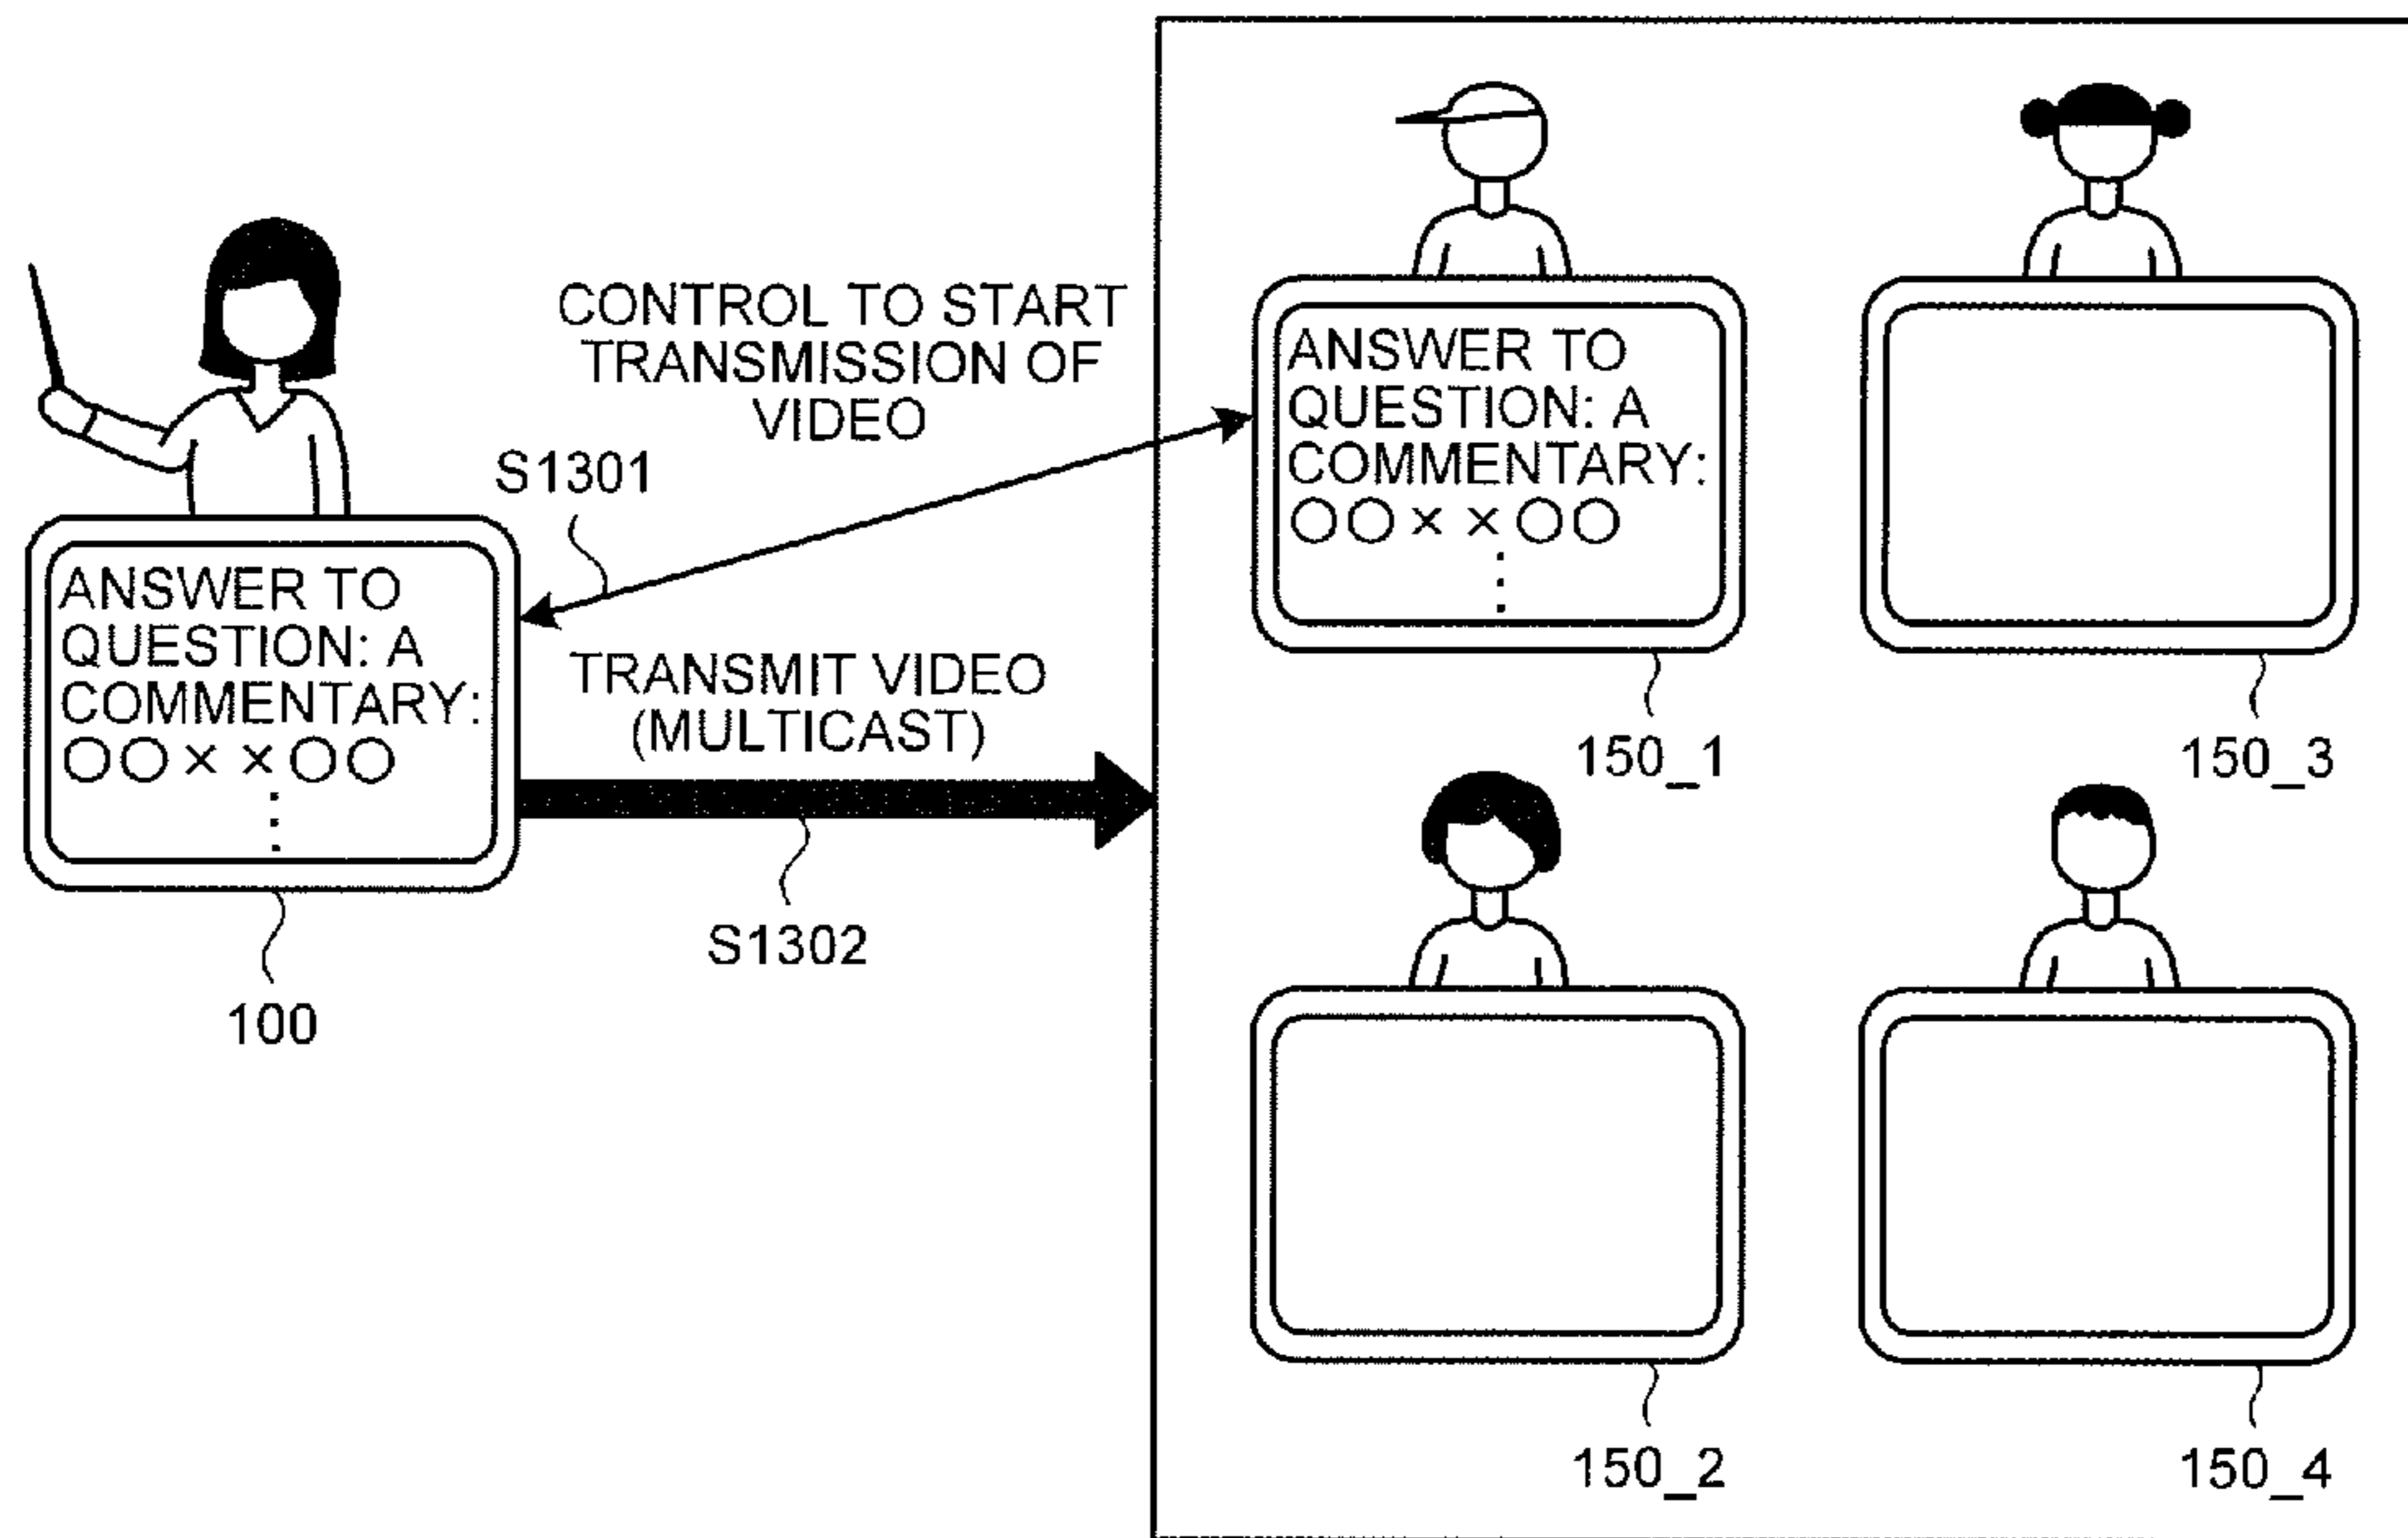 CONTROL TO START
TRANSMISSION OF
VIDEO
S1301
ANSWER TO
QUESTION: A
COMMENTARY:
○○××○○
⋮
100
TRANSMIT VIDEO
(MULTICAST)
S1302
ANSWER TO
QUESTION: A
COMMENTARY:
○○××○○
⋮
150_1
150_3
150_2
150_4